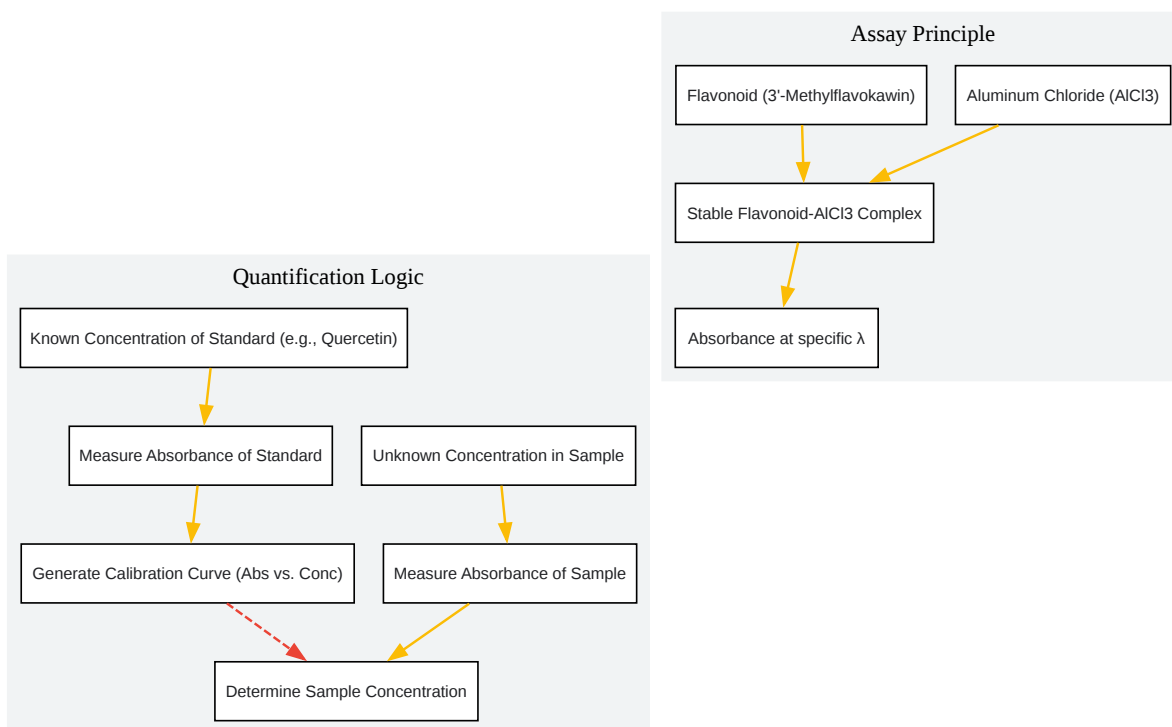 Assay Principle
Flavonoid (3'-Methylflavokawin)
Aluminum Chloride (AlCl3)
Stable Flavonoid-AlCl3 Complex
Absorbance at specific λ
Quantification Logic
Known Concentration of Standard (e.g., Quercetin)
Measure Absorbance of Standard
Unknown Concentration in Sample
Generate Calibration Curve (Abs vs. Conc)
Measure Absorbance of Sample
Determine Sample Concentration